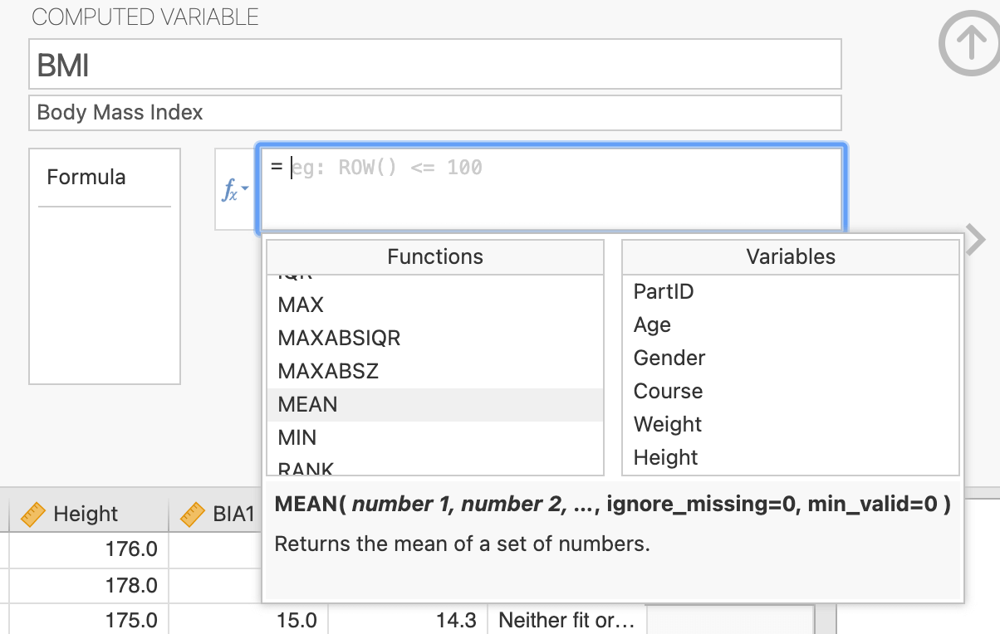 COMPUTED VARIABLE
BMI
Body Mass Index
Formula
fx
= eg: ROW() <= 100
Functions
IQR
MAX
MAXABSIQR
MAXABSZ
MEAN
MIN
RANK
Variables
PartID
Age
Gender
Course
Weight
Height
MEAN( number 1, number 2, …, ignore_missing=0, min_valid=0 )
Returns the mean of a set of numbers.
Height BIA1
176.0
178.0
175.0 15.0 14.3 Neither fit or…